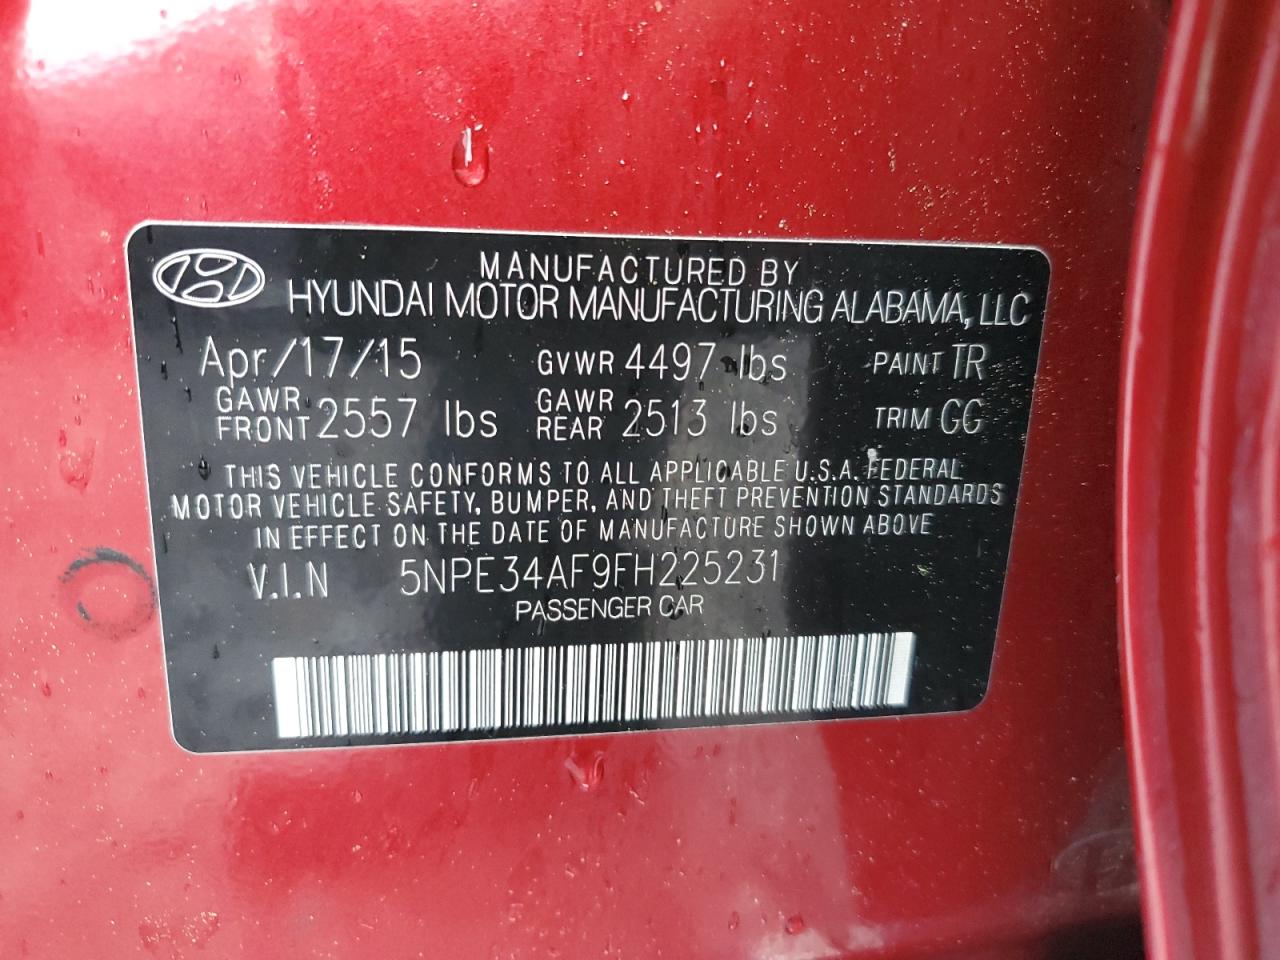 MANUFACTURED BY
HYUNDAI MOTOR MANUFACTURING ALABAMA, LLC
Apr/17/15 GVWR 4497 lbs PAINT TR
GAWR FRONT 2557 lbs GAWR REAR 2513 lbs TRIM GG
THIS VEHICLE CONFORMS TO ALL APPLICABLE U.S.A. FEDERAL
MOTOR VEHICLE SAFETY, BUMPER, AND THEFT PREVENTION STANDARDS
IN EFFECT ON THE DATE OF MANUFACTURE SHOWN ABOVE
V.I.N 5NPE34AF9FH225231
PASSENGER CAR